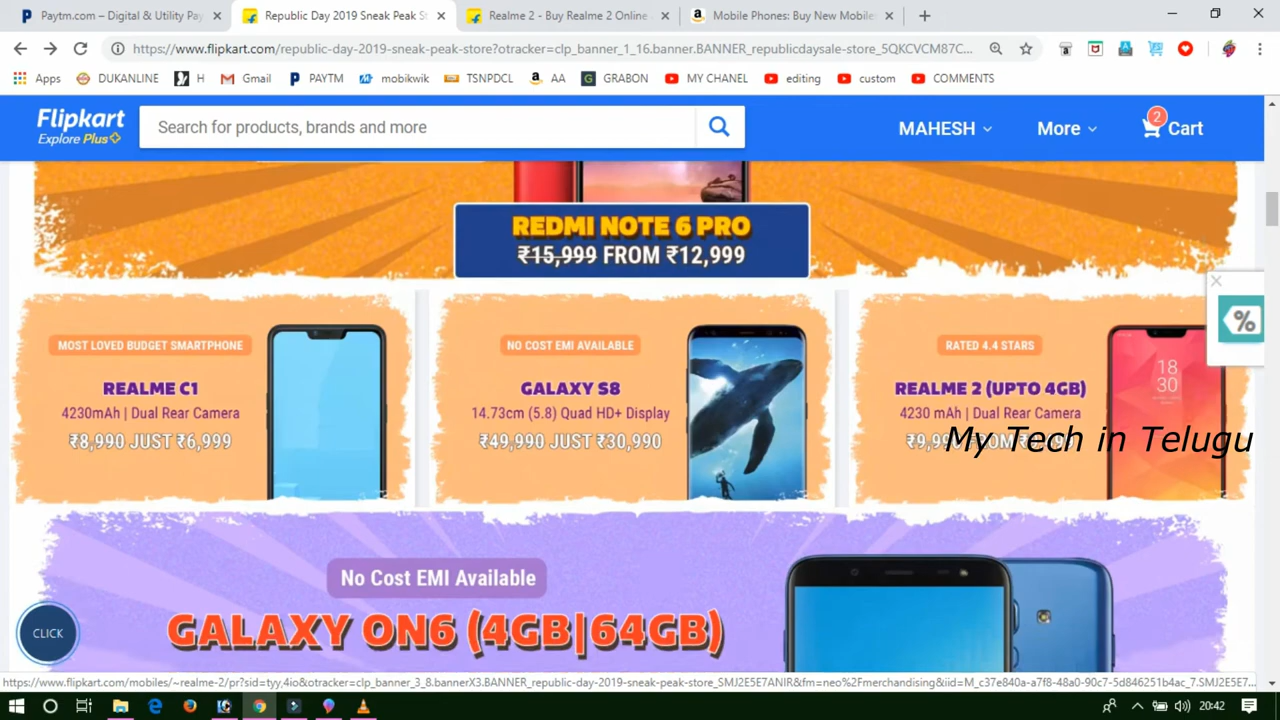 Paytm.com – Digital & Utility Pay
Republic Day 2019 Sneak Peak St
Realme 2 - Buy Realme 2 Online
Mobile Phones: Buy New Mobile
https://www.flipkart.com/republic-day-2019-sneak-peak-store?otracker=clp_banner_1_16.banner.BANNER_republicdaysale-store_5QKCVCM87C...
Apps DUKANLINE H Gmail PAYTM mobikwik TSNPDCL AA GRABON MY CHANEL editing custom COMMENTS
Flipkart
Explore Plus
Search for products, brands and more
MAHESH More 2 Cart
REDMI NOTE 6 PRO
₹15,999 FROM ₹12,999
%
MOST LOVED BUDGET SMARTPHONE
REALME C1
4230mAh | Dual Rear Camera
₹8,990 JUST ₹6,999
NO COST EMI AVAILABLE
GALAXY S8
14.73cm (5.8) Quad HD+ Display
₹49,990 JUST ₹30,990
RATED 4.4 STARS
REALME 2 (UPTO 4GB)
4230 mAh | Dual Rear Camera
18
30
My Tech in Telugu
No Cost EMI Available
GALAXY ON6 (4GB|64GB)
CLICK
https://www.flipkart.com/mobiles/~realme-2/pr?sid=tyy,4io&otracker=clp_banner_3_8.bannerX3.BANNER_republic-day-2019-sneak-peak-store_SMJ2E5E7ANIR&fm=neo%2Fmerchandising&iid=M_c37e840a-a7f8-48a0-90c7-5d846251b4ac_7.SMJ2E5E7...
20:42